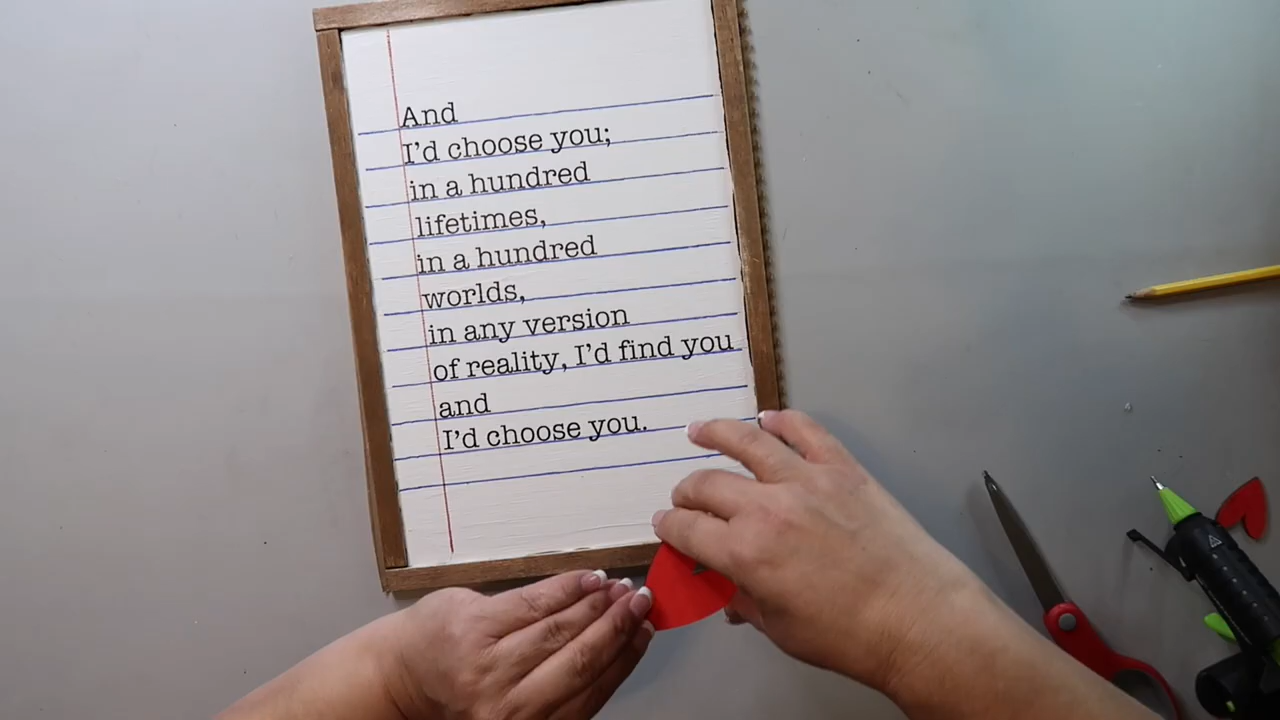 And
I'd choose you;
in a hundred
lifetimes,
in a hundred
worlds,
in any version
of reality, I'd find you
and
I'd choose you.